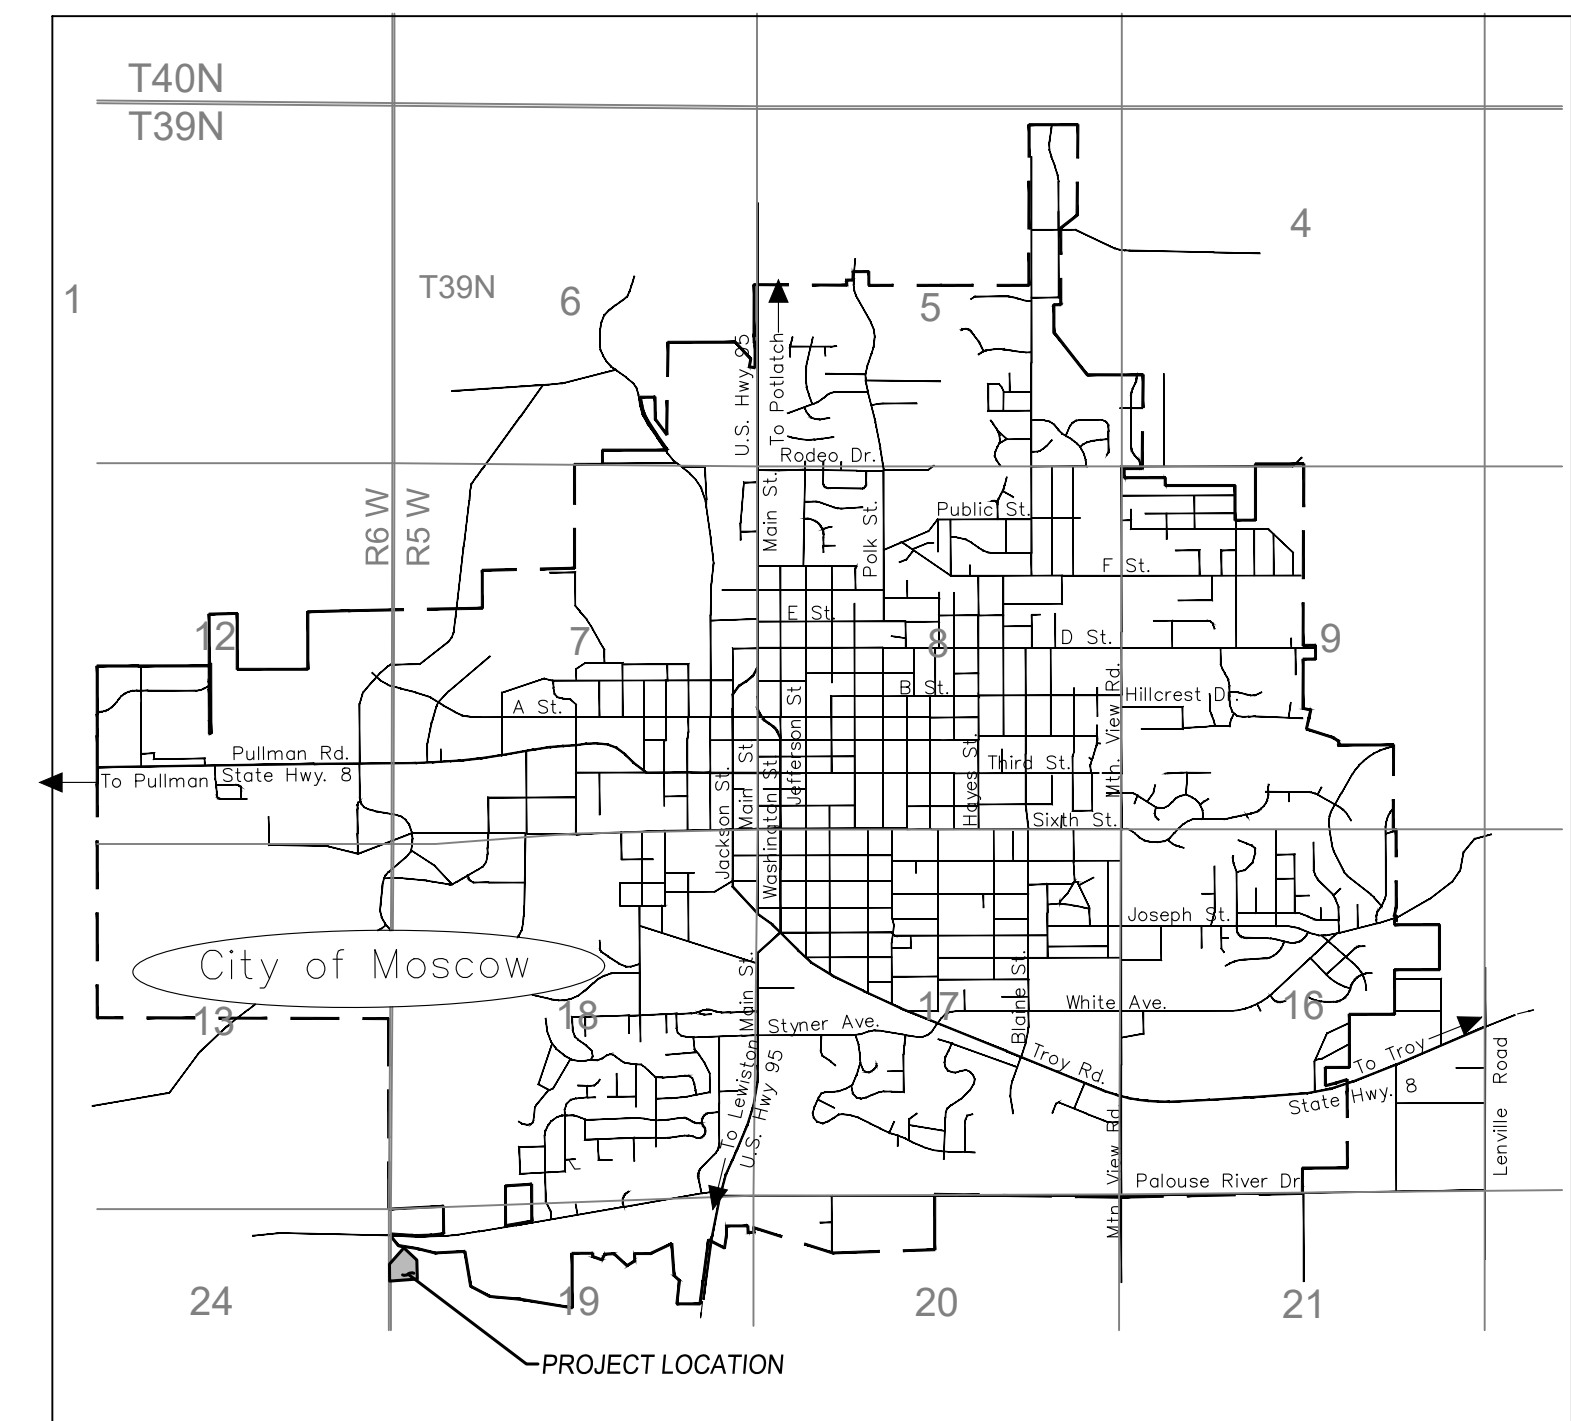 T40N
T39N
4
1
T39N
6
5
U.S. Hwy 95
To Potlatch
Rodeo Dr.
R6 W
R5 W
Main St.
Polk St.
Public St.
F St.
E St.
12
7
8
D St.
9
B St.
Mtn. View Rd.
Hillcrest Dr.
A St.
Jefferson St
Pullman Rd.
To Pullman
State Hwy. 8
Jackson St.
Main St
Washington St.
Hayes St.
Third St.
Sixth St.
Joseph St.
City of Moscow
13
18
17
16
Main St.
Styner Ave.
Blaine St.
White Ave.
To Lewiston
U.S. Hwy 95
Troy Rd.
To Troy
State Hwy. 8
Lenville Road
Mtn View Rd.
Palouse River Dr
24
19
20
21
PROJECT LOCATION